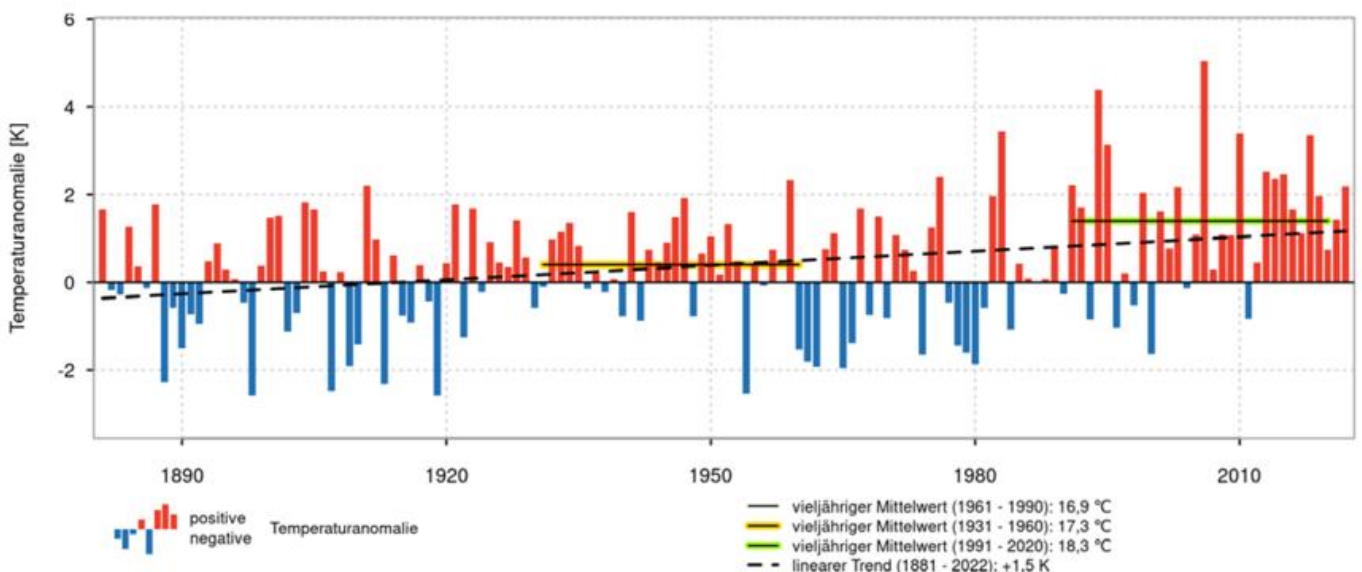 Temperaturanomalie [K]
6
4
2
0
-2
1890
1920
1950
1980
2010
positive
negative
Temperaturanomalie
vieljähriger Mittelwert (1961 - 1990): 16,9 °C
vieljähriger Mittelwert (1931 - 1960): 17,3 °C
vieljähriger Mittelwert (1991 - 2020): 18,3 °C
linearer Trend (1881 - 2022): +1,5 K